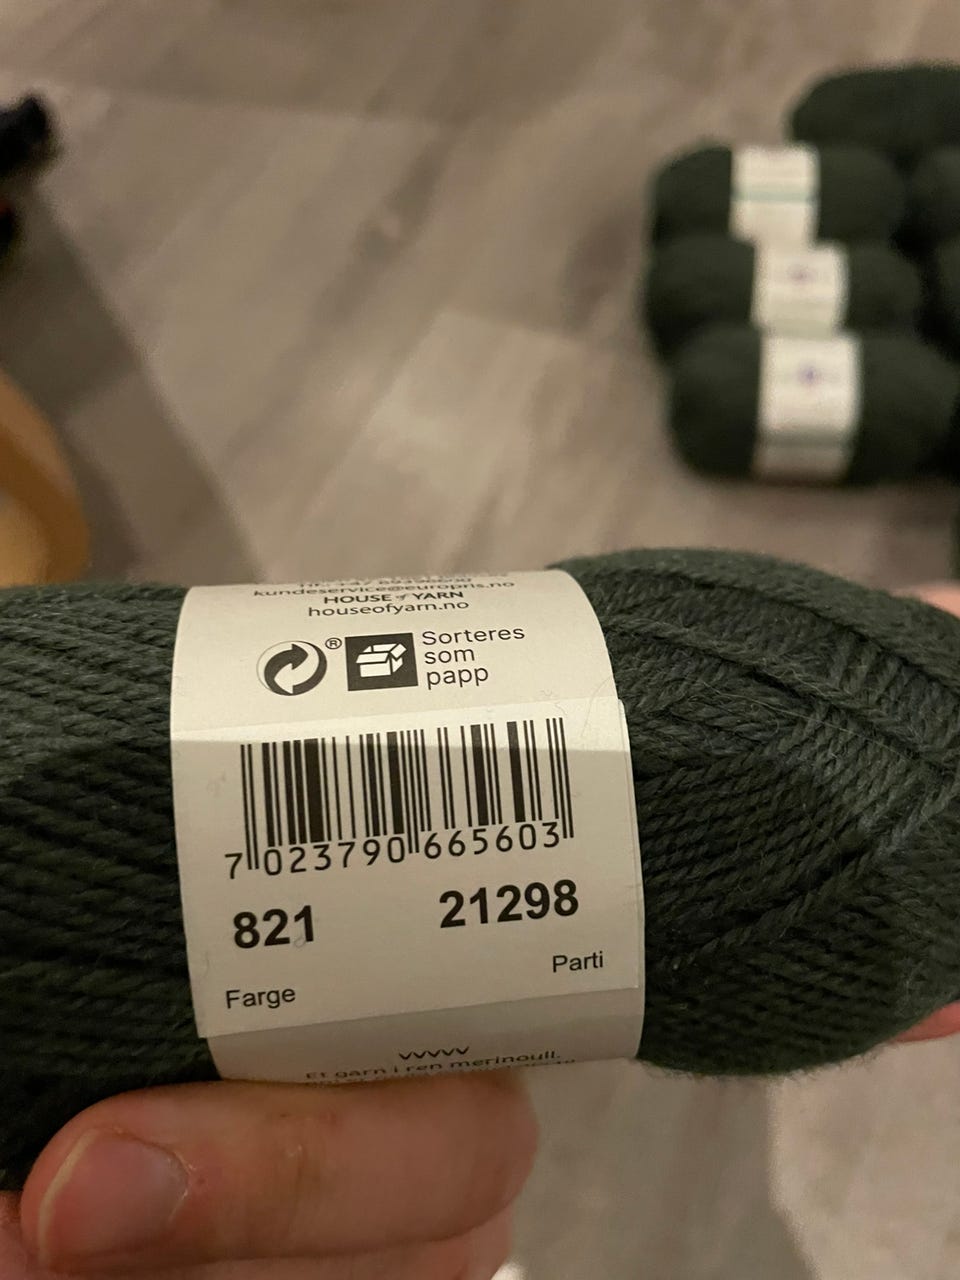 kundeservice@europris.no
HOUSE of YARN
houseofyarn.no
®
Sorteres
som
papp
7 023790 665603
821 21298
Farge Parti
Et garn i ren merinoull.